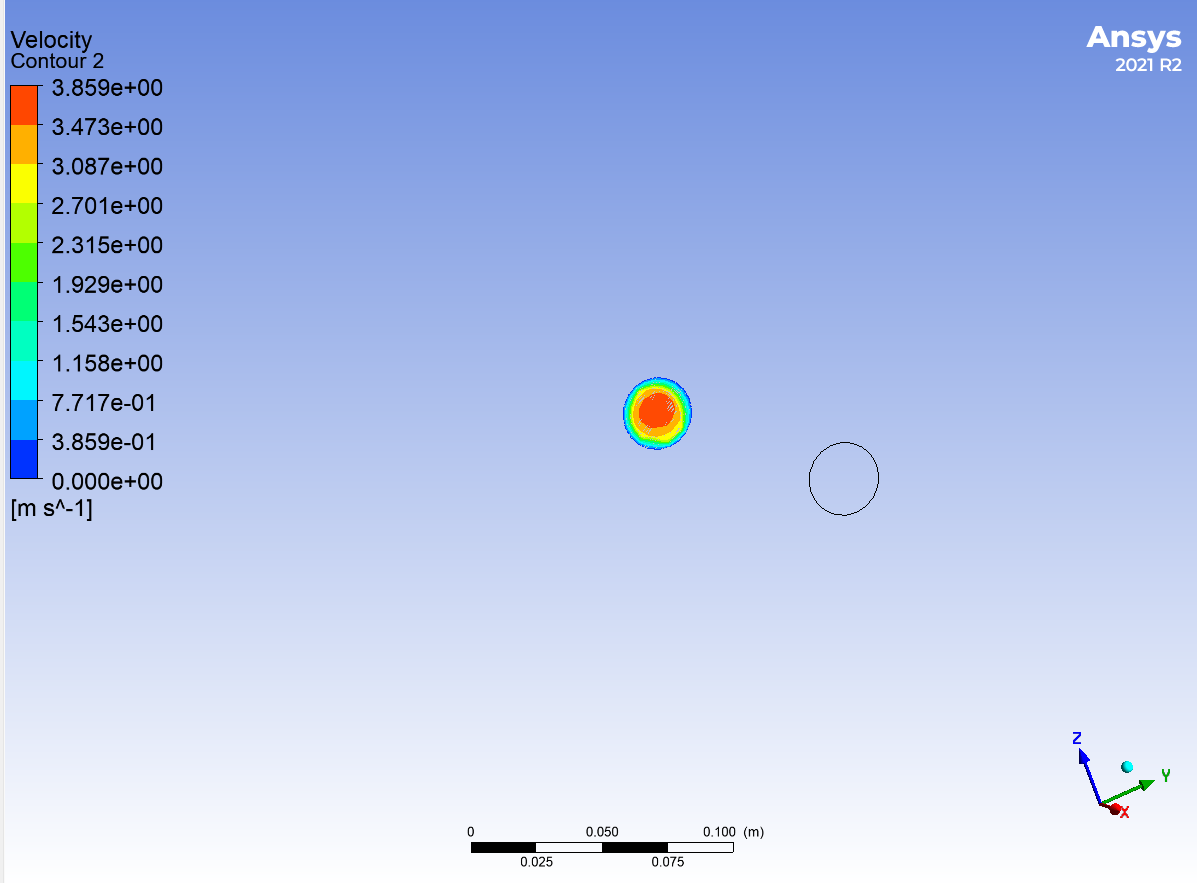 Velocity
Contour 2
3.859e+00
3.473e+00
3.087e+00
2.701e+00
2.315e+00
1.929e+00
1.543e+00
1.158e+00
7.717e-01
3.859e-01
0.000e+00
[m s^-1]
Ansys
2021 R2
Z
Y
X
0 0.050 0.100 (m)
0.025 0.075